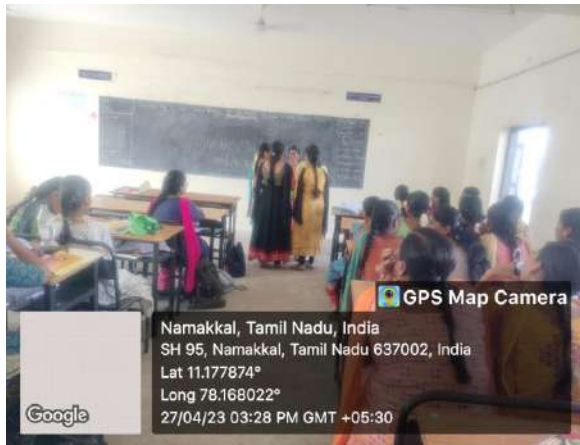 GPS Map Camera
Namakkal, Tamil Nadu, India
SH 95, Namakkal, Tamil Nadu 637002, India
Lat 11.177874°
Long 78.168022°
27/04/23 03:28 PM GMT +05:30
Google